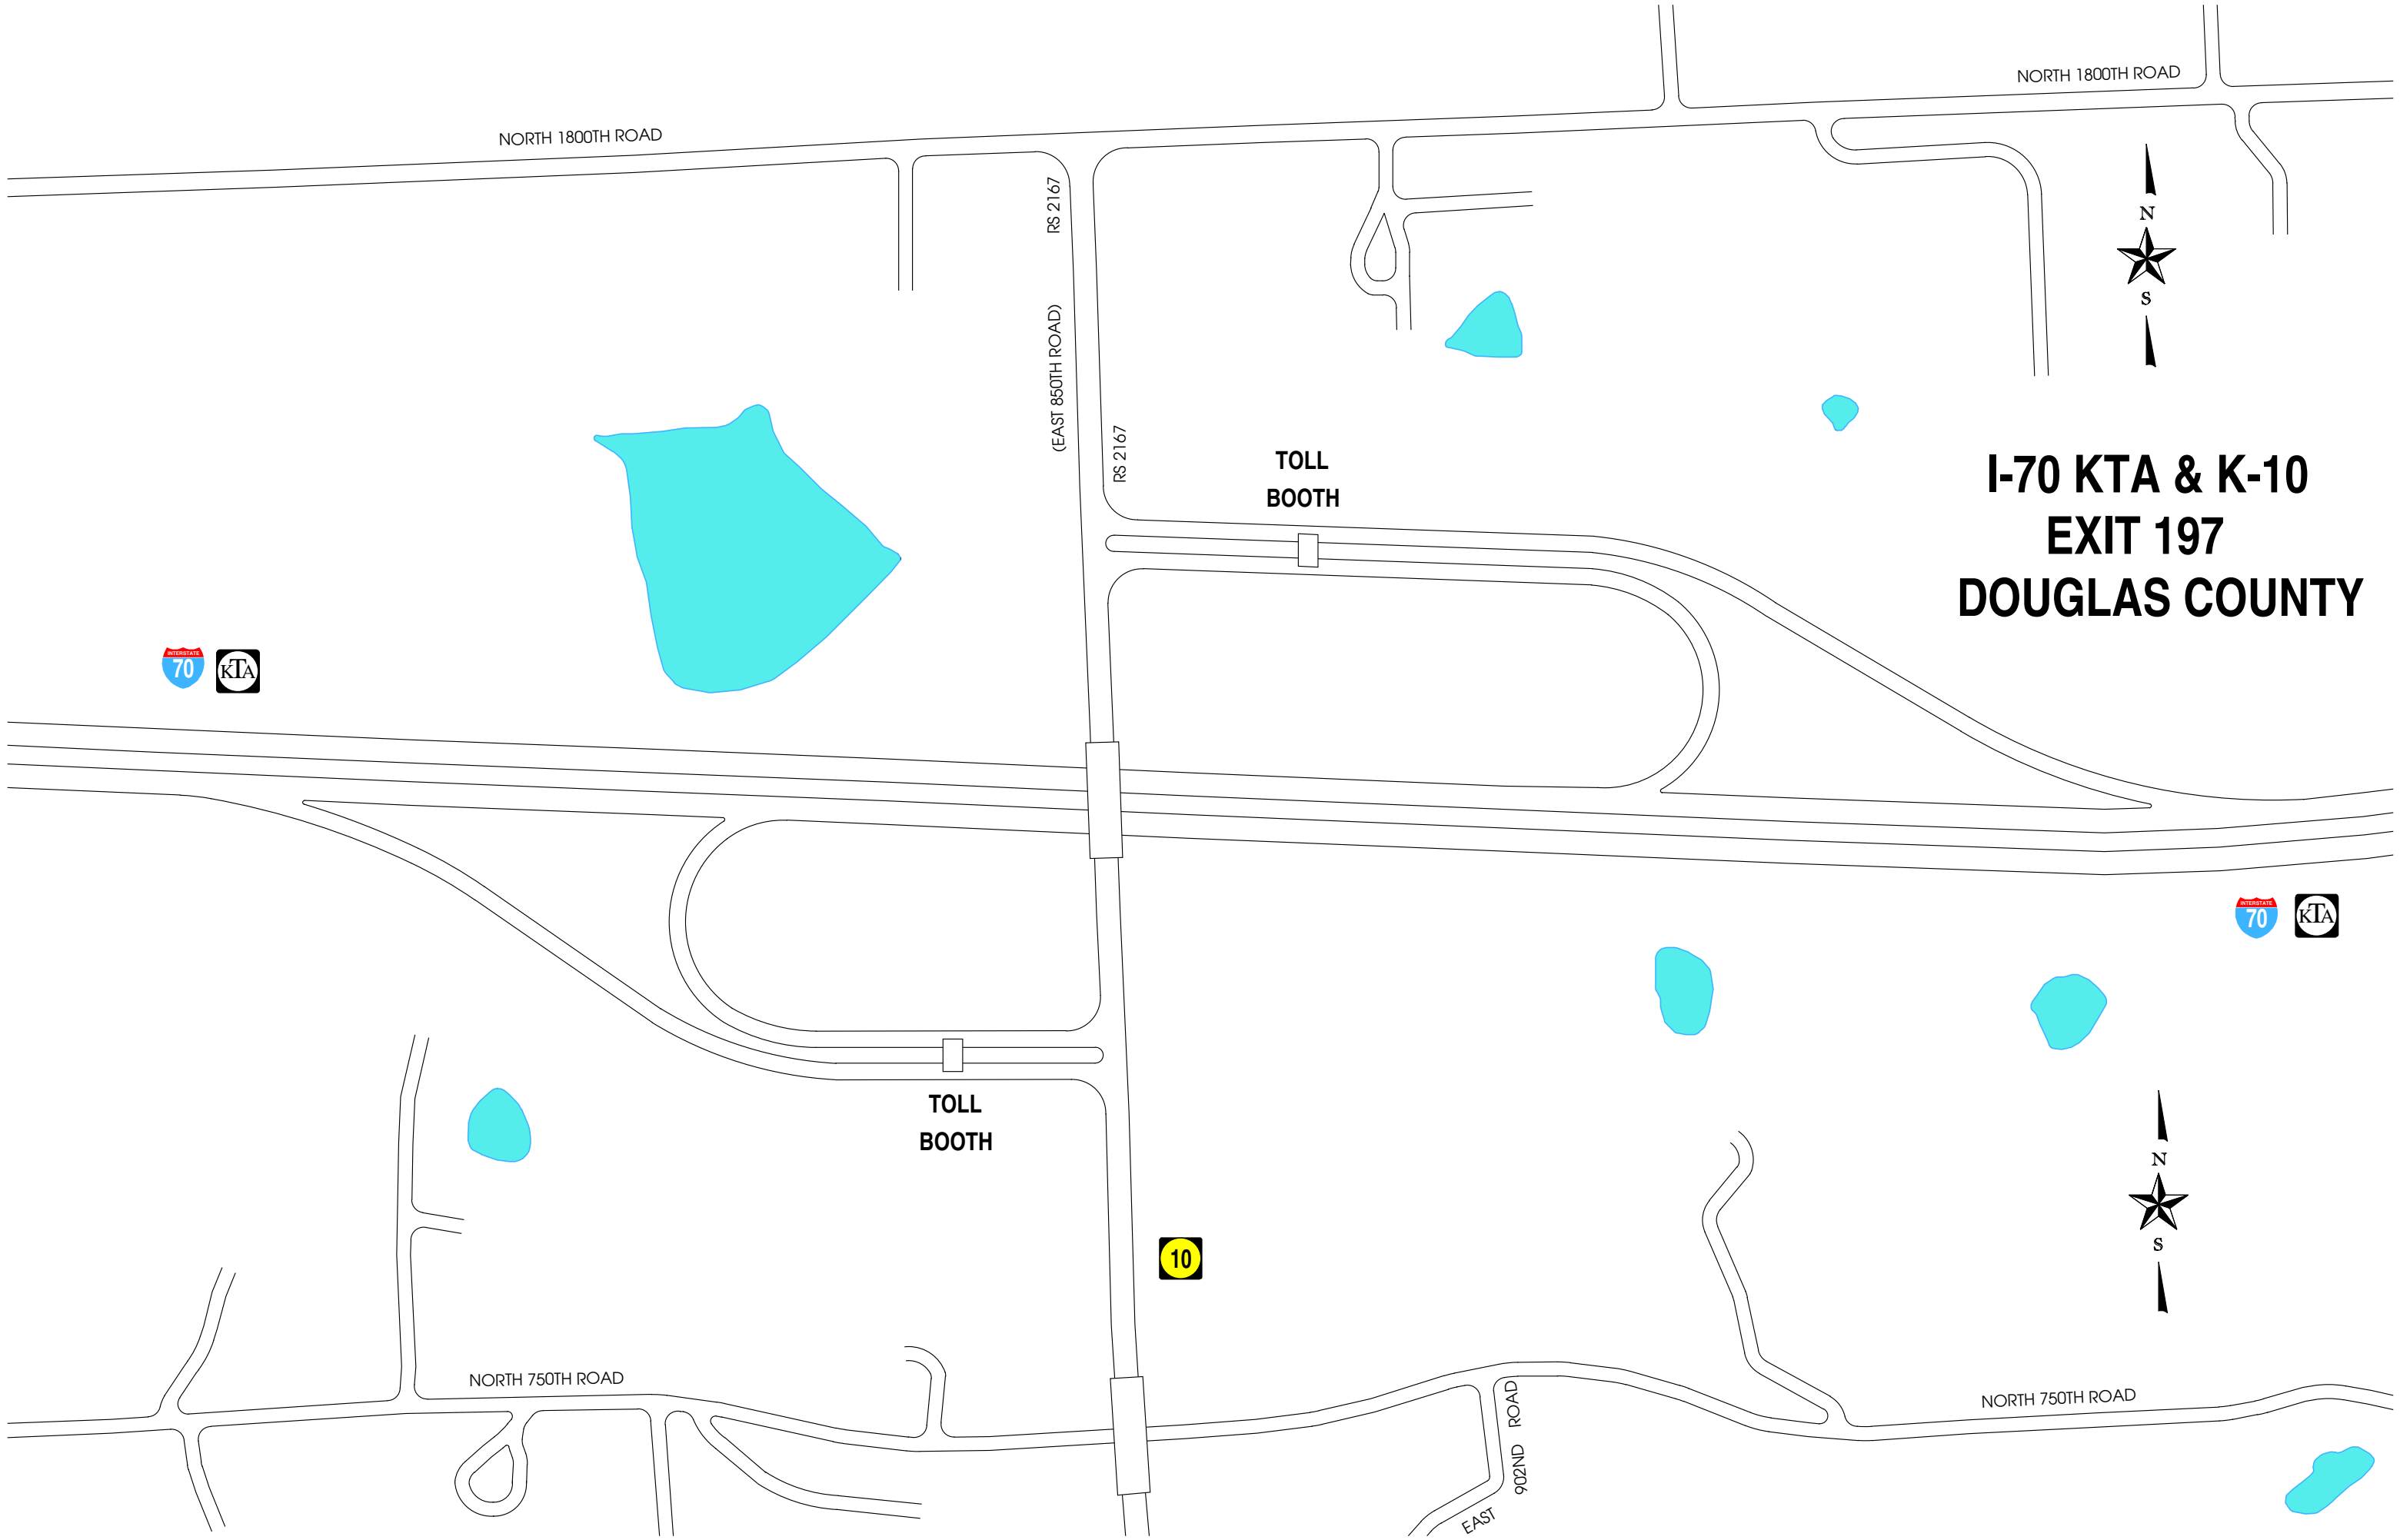 NORTH 1800TH ROAD
NORTH 1800TH ROAD
RS 2167
N
S
(EAST 850TH ROAD)
RS 2167
TOLL
BOOTH
I-70 KTA & K-10
EXIT 197
DOUGLAS COUNTY
INTERSTATE
70
KTA
INTERSTATE
70
KTA
TOLL
BOOTH
N
S
10
NORTH 750TH ROAD
NORTH 750TH ROAD
EAST 902ND ROAD